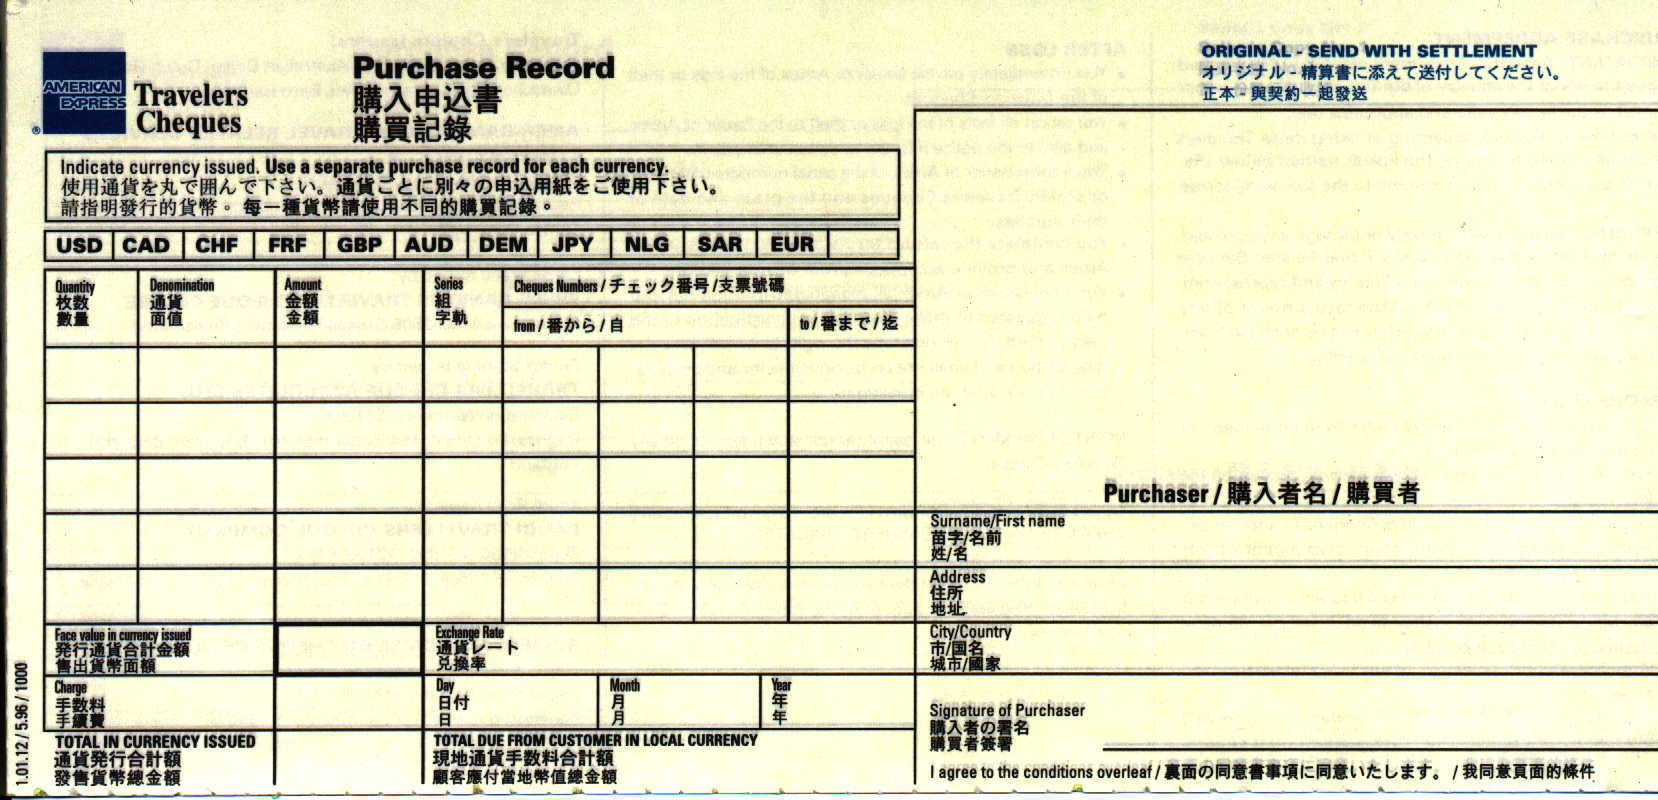 AMERICAN
EXPRESS
®
Travelers
Cheques
Purchase Record
購入申込書
購買記錄
ORIGINAL - SEND WITH SETTLEMENT
オリジナル - 精算書に添えて送付してください。
正本 - 與契約一起發送
Indicate currency issued. Use a separate purchase record for each currency.
使用通貨を丸で囲んで下さい。通貨ごとに別々の申込用紙をご使用下さい。
請指明發行的貨幣。 每一種貨幣請使用不同的購買記錄。
USD CAD CHF FRF GBP AUD DEM JPY NLG SAR EUR
Quantity
枚数
數量
Denomination
通貨
面值
Amount
金額
金額
Series
組
字軌
Cheques Numbers / チェック番号 / 支票號碼
from / 番から / 自
to / 番まで / 迄
Purchaser / 購入者名 / 購買者
Surname/First name
苗字/名前
姓/名
Address
住所
地址
City/Country
市/国名
城市/國家
Signature of Purchaser
購入者の署名
購買者簽署
I agree to the conditions overleaf / 裏面の同意書事項に同意いたします。 / 我同意頁面的條件
Face value in currency issued
発行通貨合計金額
售出貨幣面額
Exchange Rate
通貨レート
兌換率
Charge
手数料
手續費
Day
日付
日
Month
月
月
Year
年
年
TOTAL IN CURRENCY ISSUED
通貨発行合計額
發售貨幣總金額
TOTAL DUE FROM CUSTOMER IN LOCAL CURRENCY
現地通貨手数料合計額
顧客應付當地幣值總金額
1.01.12 / 5.96 / 1000